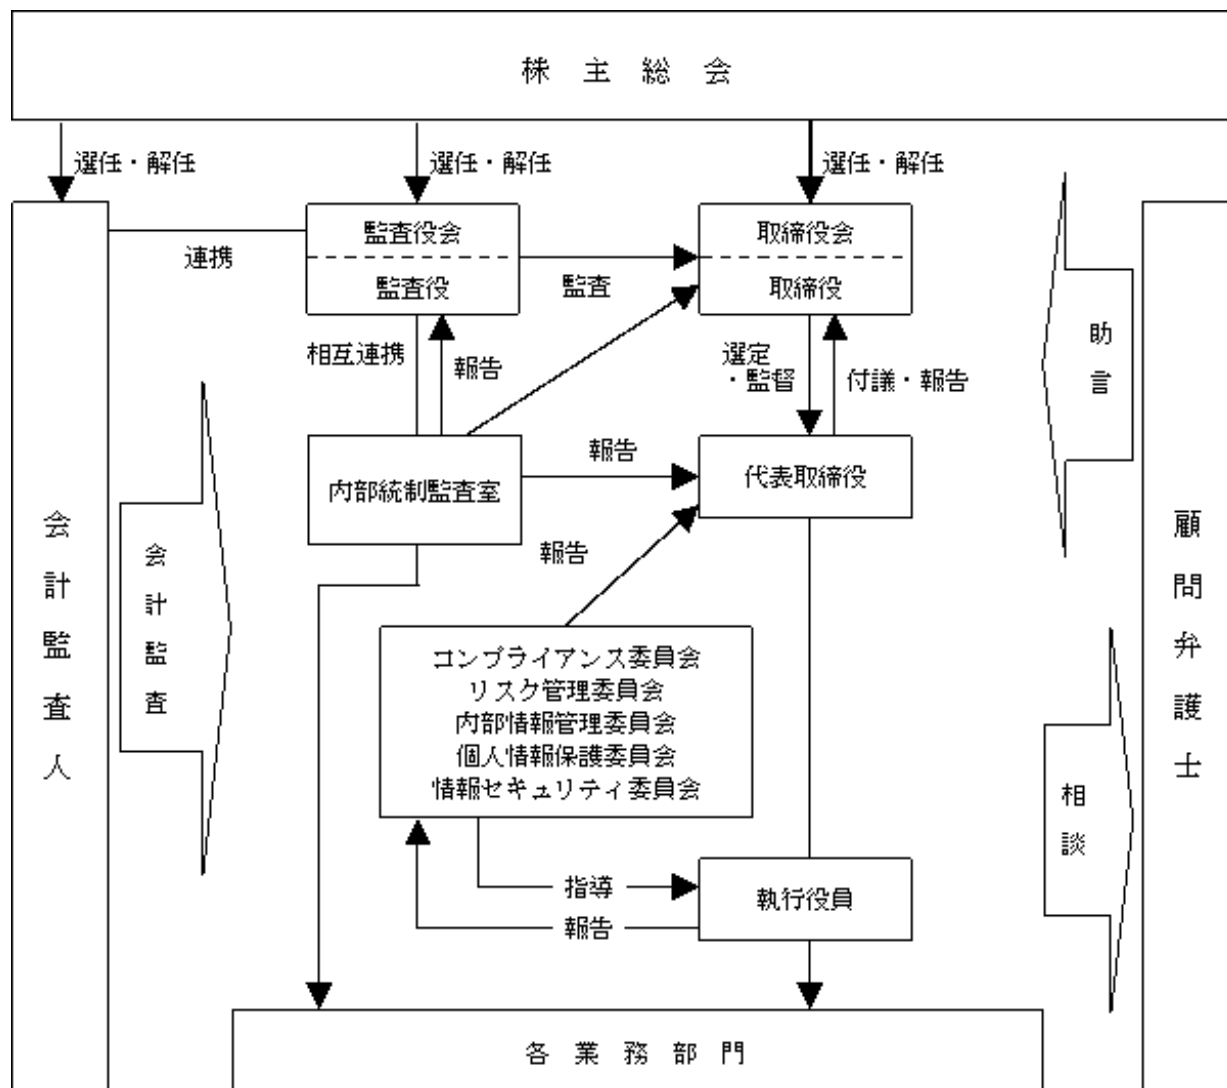 株主総会
選任・解任
選任・解任
選任・解任
監査役会
監査役
取締役会
取締役
連携
監査
相互連携
報告
選定
・監督
付議・報告
助言
内部統制監査室
報告
代表取締役
会計監査人
会計監査
顧問弁護士
報告
コンプライアンス委員会
リスク管理委員会
内部情報管理委員会
個人情報保護委員会
情報セキュリティ委員会
相談
指導
報告
執行役員
各業務部門